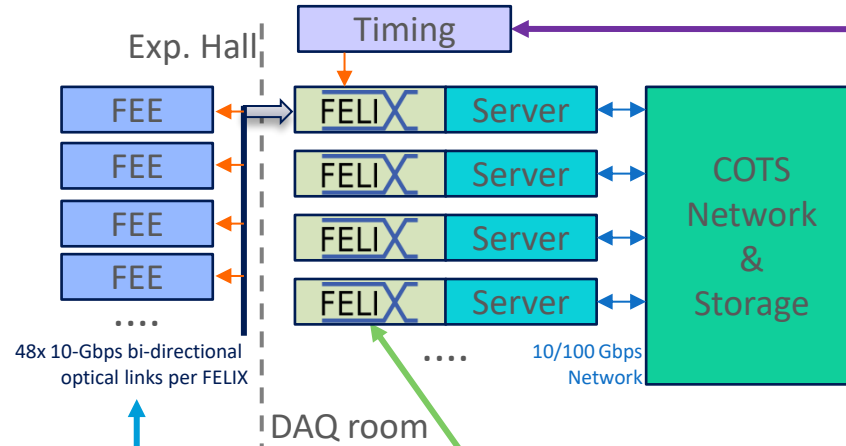 Timing
Exp. Hall
FEE
FELIX
Server
FEE
FELIX
Server
FEE
FELIX
Server
FEE
FELIX
Server
COTS
Network
&
Storage
....
....
48x 10-Gbps bi-directional
optical links per FELIX
10/100 Gbps
Network
DAQ room